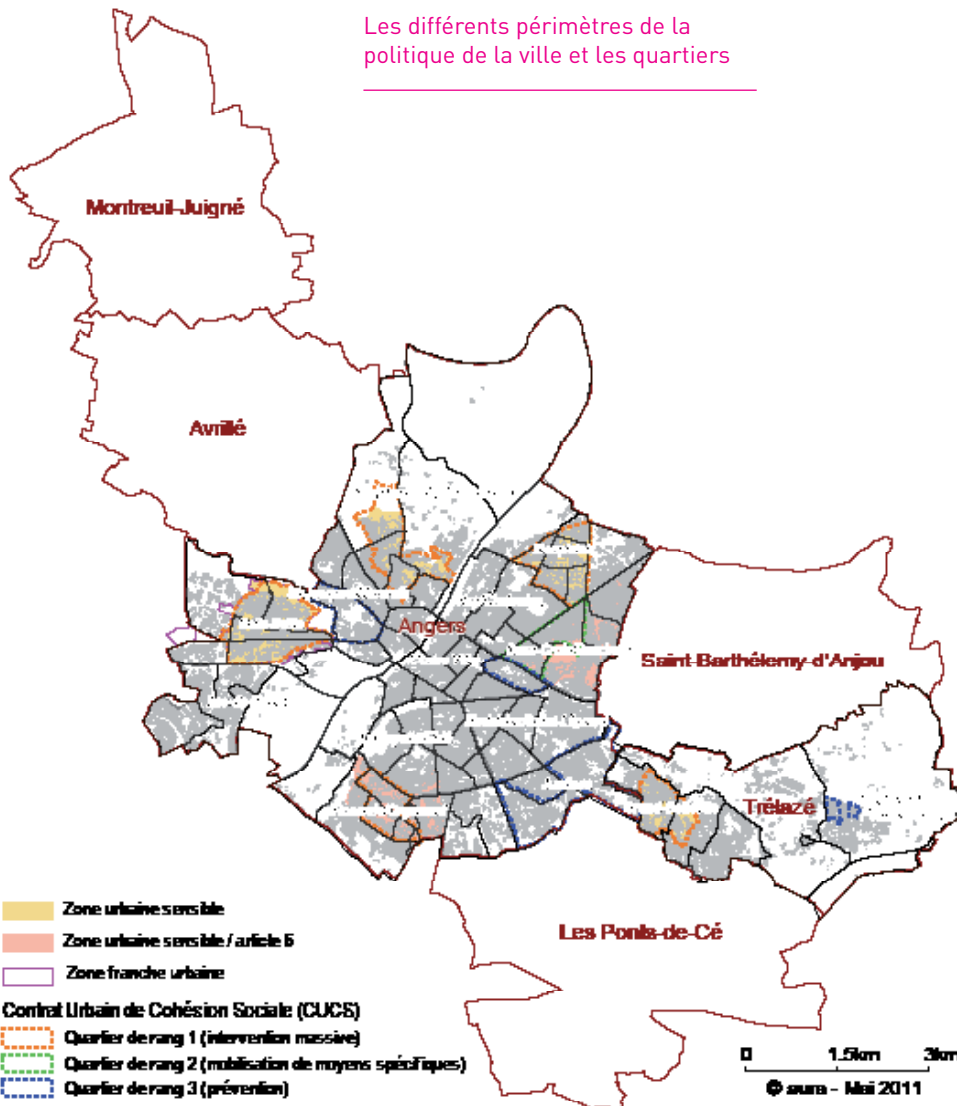 Les différents périmètres de la
politique de la ville et les quartiers
Montreuil-Juigné
Avrillé
Angers
Saint-Barthélemy-d'Anjou
Trélazé
Les Ponts-de-Cé
Zone urbaine sensible
Zone urbaine sensible / article 6
Zone franche urbaine
Contrat Urbain de Cohésion Sociale (CUCS)
Quartier de rang 1 (intervention massive)
Quartier de rang 2 (mobilisation de moyens spécifiques)
Quartier de rang 3 (prévention)
0 1.5km 3km
© aura - Mai 2011